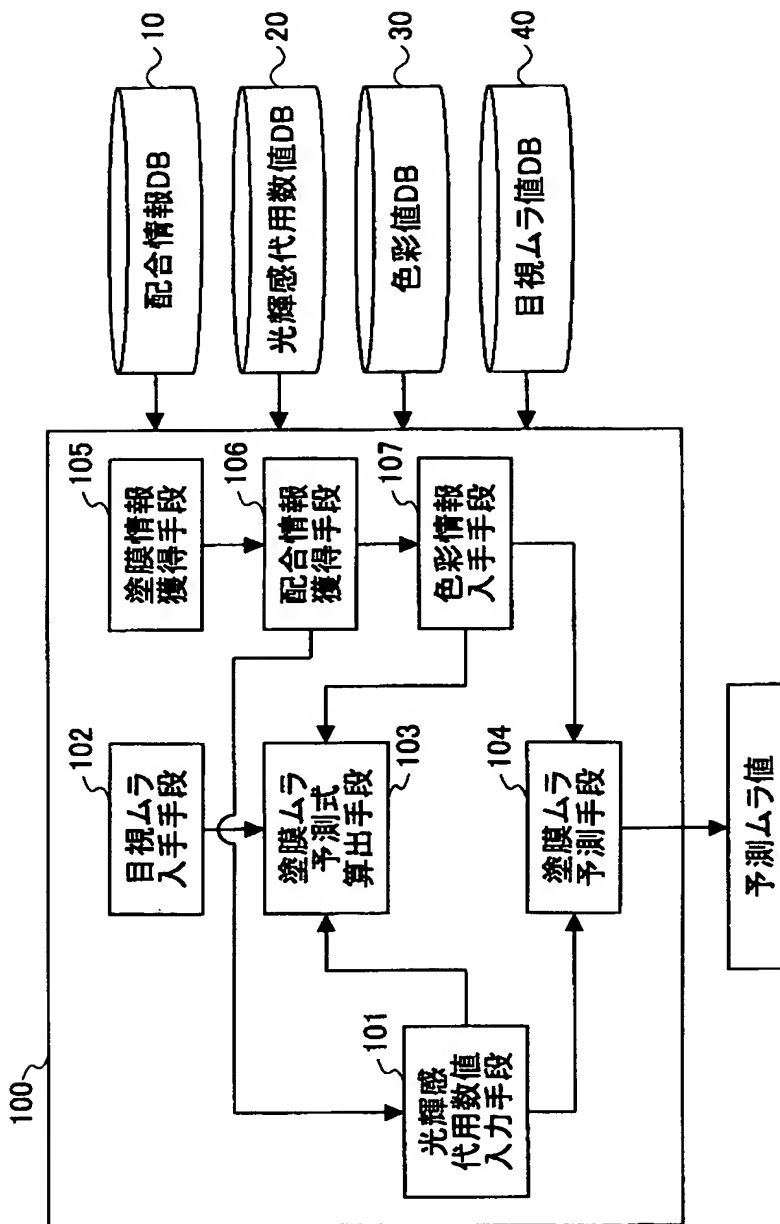 100
102
目視ムラ
入手手段
105
塗膜情報
獲得手段
106
配合情報
獲得手段
103
塗膜ムラ
予測式
算出手段
107
色彩情報
入手手段
101
光輝感
代用数値
入力手段
104
塗膜ムラ
予測手段
予測ムラ値
配合情報DB
10
光輝感代用数値DB
20
色彩値DB
30
目視ムラ値DB
40